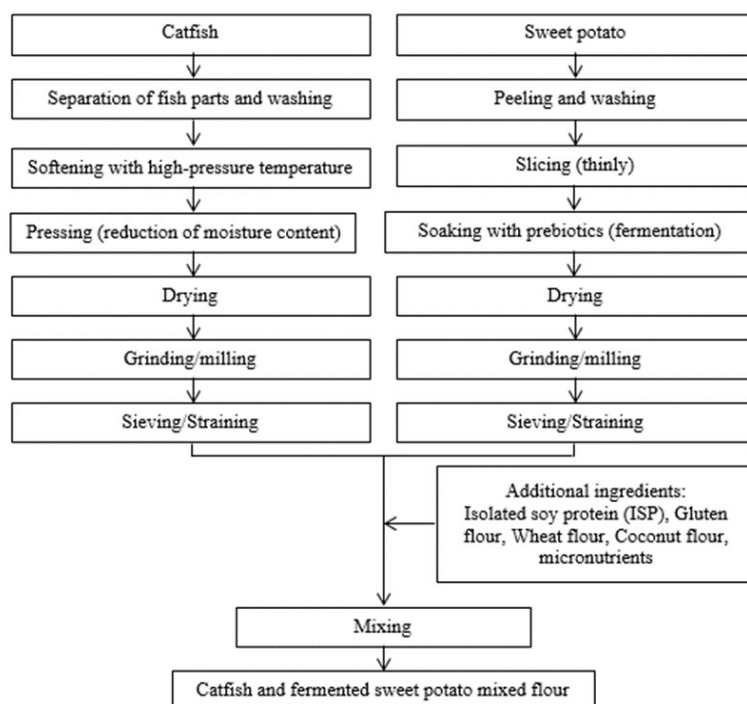 Catfish
Sweet potato
Separation of fish parts and washing
Peeling and washing
Softening with high-pressure temperature
Slicing (thinly)
Pressing (reduction of moisture content)
Soaking with prebiotics (fermentation)
Drying
Drying
Grinding/milling
Grinding/milling
Sieving/Straining
Sieving/Straining
Additional ingredients:
Isolated soy protein (ISP), Gluten
flour, Wheat flour, Coconut flour,
micronutrients
Mixing
Catfish and fermented sweet potato mixed flour